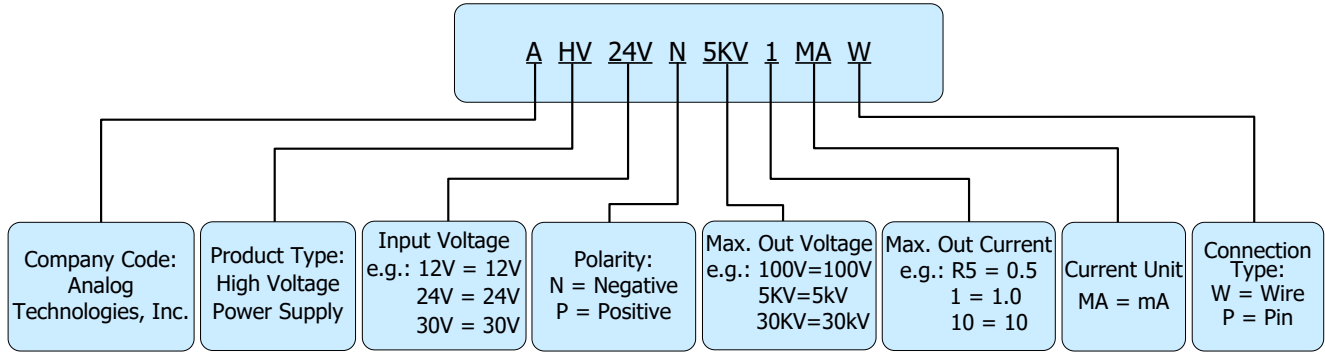 A HV 24V N 5KV 1 MA W
Company Code:
Analog
Technologies, Inc.
Product Type:
High Voltage
Power Supply
Input Voltage
e.g.: 12V = 12V
24V = 24V
30V = 30V
Polarity:
N = Negative
P = Positive
Max. Out Voltage
e.g.: 100V=100V
5KV=5kV
30KV=30kV
Max. Out Current
e.g.: R5 = 0.5
1 = 1.0
10 = 10
Current Unit
MA = mA
Connection
Type:
W = Wire
P = Pin